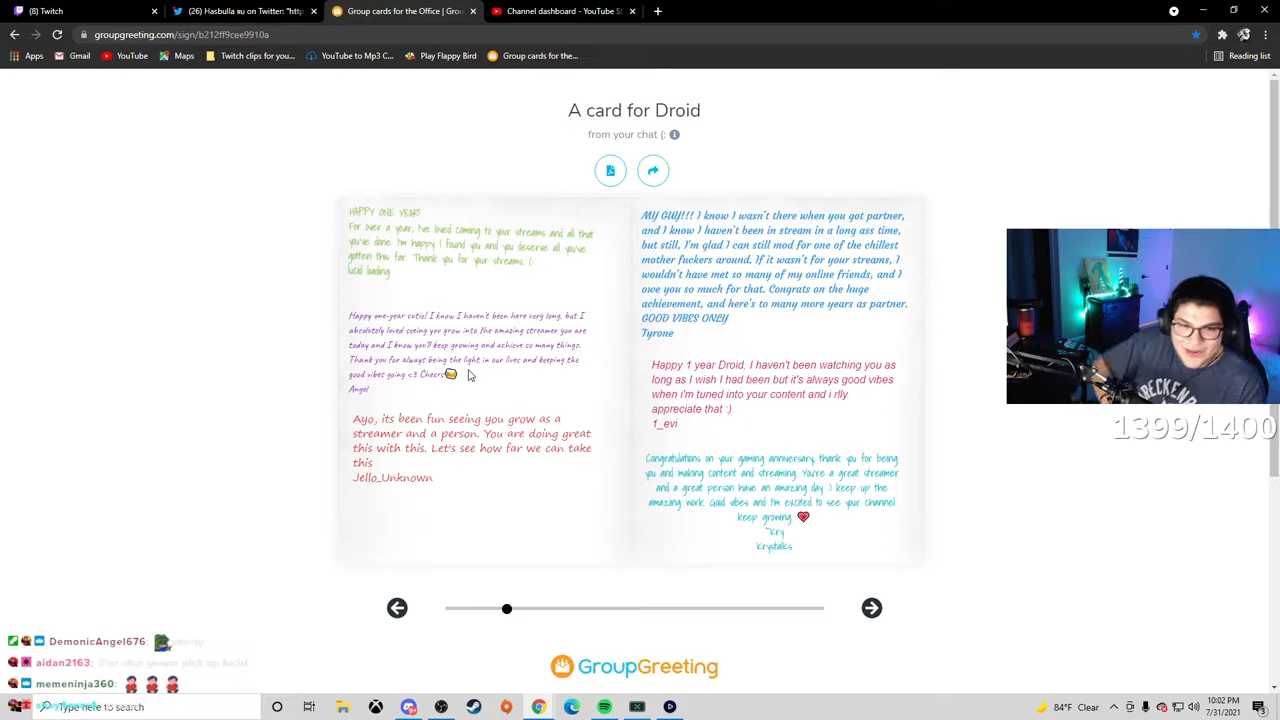 (8) Twitch
(26) Hasbulla on Twitter: "http
Group Cards for the Office | Grou
A channel dashboard - YouTube
groupgreeting.com/sign/b212ff9cee9910a
Apps
YouTube
Maps
Twitch clips for you...
YouTube to Mp3 C...
Play Flappy Bird
Group cards for the...
Reading list
A card for Droid
from your chat (:
HAPPY ONE YEAR!
For over a year, I've loved coming to your streams and all that
you've done. I'm happy I found you and you deserve all you've
gotten this far. Thank you for your streams. (:
lucid loading
Happy one-year cutie! I know I haven't been here very long, but I
absolutely loved seeing you grow into the amazing streamer you are
today and I know you'll keep growing and achieve so many things.
Thank you for always being the light in our lives and keeping the
good vibes going <3 Cheers🍻
Angel
Ayo, its been fun seeing you grow as a
streamer and a person. You are doing great
this with this. Let's see how far we can take
this
Jello_Unknown
MY GUY!!! I know I wasn't there when you got partner,
and I know I haven't been in stream in a long ass time,
but still, I'm glad I can still mod for one of the chillest
mother fuckers around. If it wasn't for your streams, I
wouldn't have met so many of my online friends, and I
owe you so much for that. Congrats on the huge
achievement, and here's to many more years as partner.
GOOD VIBES ONLY
Tyrone
Happy 1 year Droid, I haven't been watching you as
long as I wish I had been but it's always good vibes
when i'm tuned into your content and i rlly
appreciate that :)
1_evi
Congratulations on your gaming anniversary, thank you for being
you and making content and streaming. You're a great streamer
and a great person have an amazing day :) keep up the
amazing work. Good vibes and I'm excited to see your channel
keep growing ❤️
~Kry
Krystalks
1399/1400
GroupGreeting
DemonicAngel676:
aidan2163: She also gonna pick up lucid
memeninja360:
Type here to search
84°F Clear
10:02 PM
7/31/2021